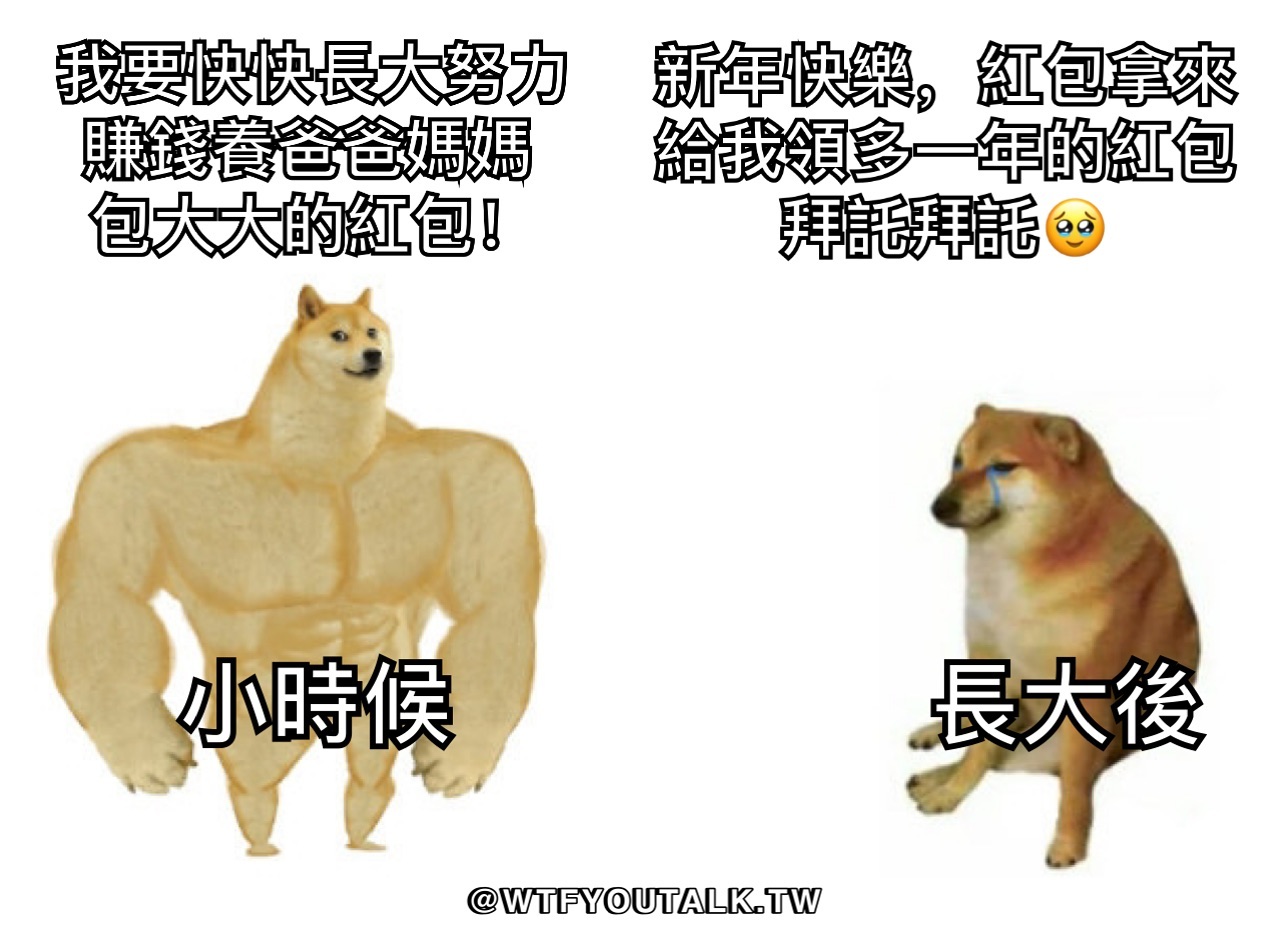 我要快快長大努力
賺錢養爸爸媽媽
包大大的紅包!
新年快樂，紅包拿來
給我領多一年的紅包
拜託拜託🥹
小時候
長大後
@WTFYOUTALK.TW